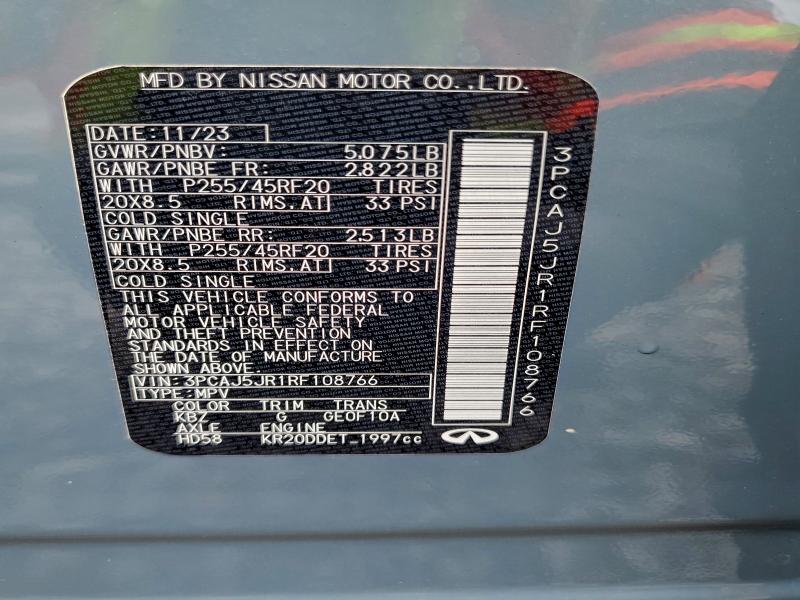 MFD BY NISSAN MOTOR CO.,LTD.
DATE:11/23
GVWR/PNBV: 5.075LB
GAWR/PNBE FR: 2.822LB
WITH P255/45RF20 TIRES
20X8.5 RIMS.AT 33 PSI
COLD SINGLE
GAWR/PNBE RR: 2.513LB
WITH P255/45RF20 TIRES
20X8.5 RIMS.AT 33 PSI
COLD SINGLE
THIS VEHICLE CONFORMS TO
ALL APPLICABLE FEDERAL
MOTOR VEHICLE SAFETY
AND THEFT PREVENTION
STANDARDS IN EFFECT ON
THE DATE OF MANUFACTURE
SHOWN ABOVE.
VIN:3PCAJ5JR1RF108766
TYPE:MPV
COLOR TRIM TRANS
KBZ G GE0F10A
AXLE ENGINE
HD58 KR20DDET_1997cc
3PCAJ5JR1RF108766